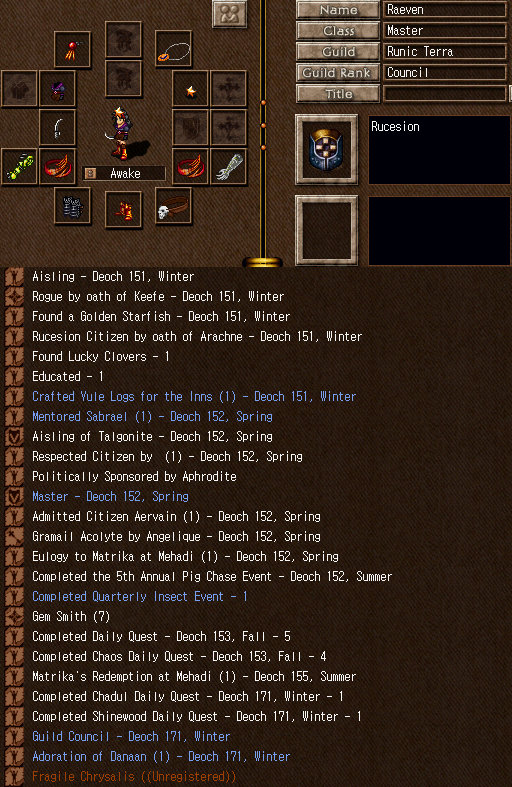 Name Raeven
Class Master
Guild Runic Terra
Guild Rank Council
Title
Rucesion
Awake
Aisling - Deoch 151, Winter
Rogue by oath of Keefe - Deoch 151, Winter
Found a Golden Starfish - Deoch 151, Winter
Rucesion Citizen by oath of Arachne - Deoch 151, Winter
Found Lucky Clovers - 1
Educated - 1
Crafted Yule Logs for the Inns (1) - Deoch 151, Winter
Mentored Sabrael (1) - Deoch 152, Spring
Aisling of Talgonite - Deoch 152, Spring
Respected Citizen by  (1) - Deoch 152, Spring
Politically Sponsored by Aphrodite
Master - Deoch 152, Spring
Admitted Citizen Aervain (1) - Deoch 152, Spring
Gramail Acolyte by Angelique - Deoch 152, Spring
Eulogy to Matrika at Mehadi (1) - Deoch 152, Spring
Completed the 5th Annual Pig Chase Event - Deoch 152, Summer
Completed Quarterly Insect Event - 1
Gem Smith (7)
Completed Daily Quest - Deoch 153, Fall - 5
Completed Chaos Daily Quest - Deoch 153, Fall - 4
Matrika's Redemption at Mehadi (1) - Deoch 155, Summer
Completed Chadul Daily Quest - Deoch 171, Winter - 1
Completed Shinewood Daily Quest - Deoch 171, Winter - 1
Guild Council - Deoch 171, Winter
Adoration of Danaan (1) - Deoch 171, Winter
Fragile Chrysalis ((Unregistered))